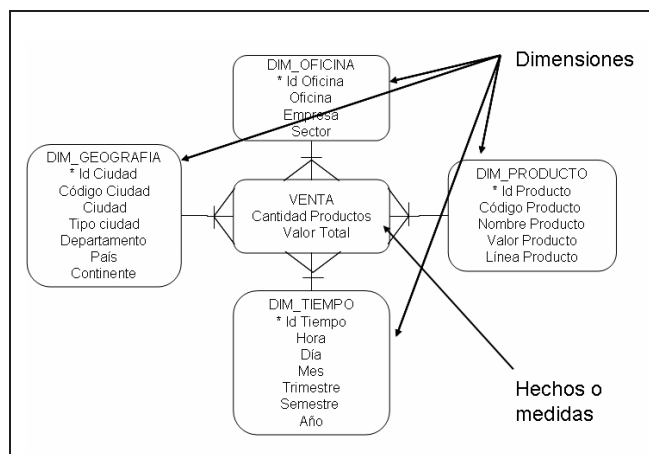 DIM_OFICINA
* Id Oficina
Oficina
Empresa
Sector
Dimensiones
DIM_GEOGRAFIA
* Id Ciudad
Código Ciudad
Ciudad
Tipo ciudad
Departamento
País
Continente
VENTA
Cantidad Productos
Valor Total
DIM_PRODUCTO
* Id Producto
Código Producto
Nombre Producto
Valor Producto
Línea Producto
DIM_TIEMPO
* Id Tiempo
Hora
Día
Mes
Trimestre
Semestre
Año
Hechos o
medidas